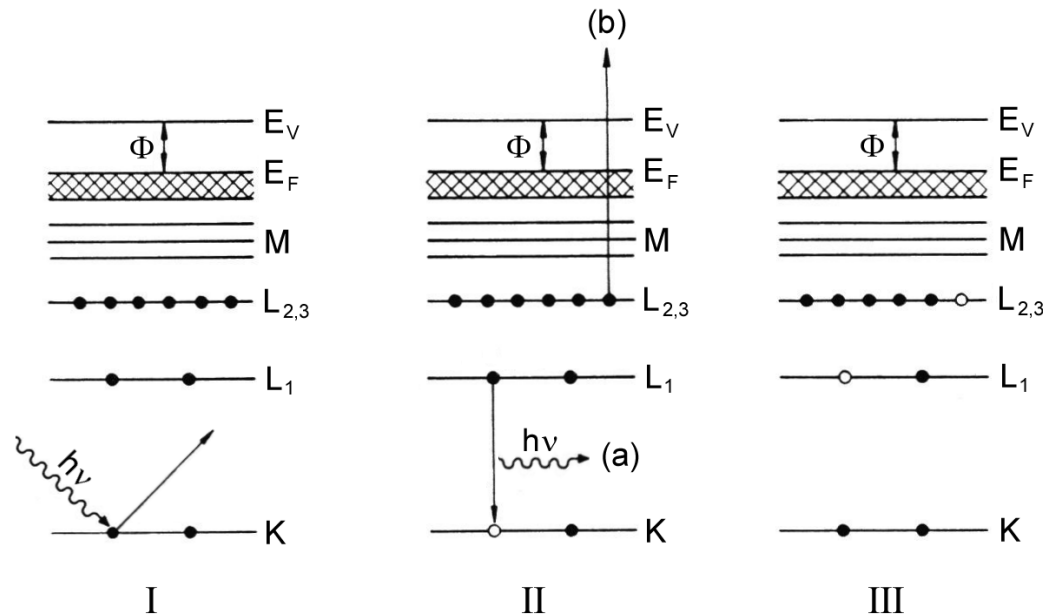 (b)
E_V E_V E_V
Φ Φ Φ
E_F E_F E_F
M M M
L_2,3 L_2,3 L_2,3
L_1 L_1 L_1
hν hν (a)
K K K
I II III